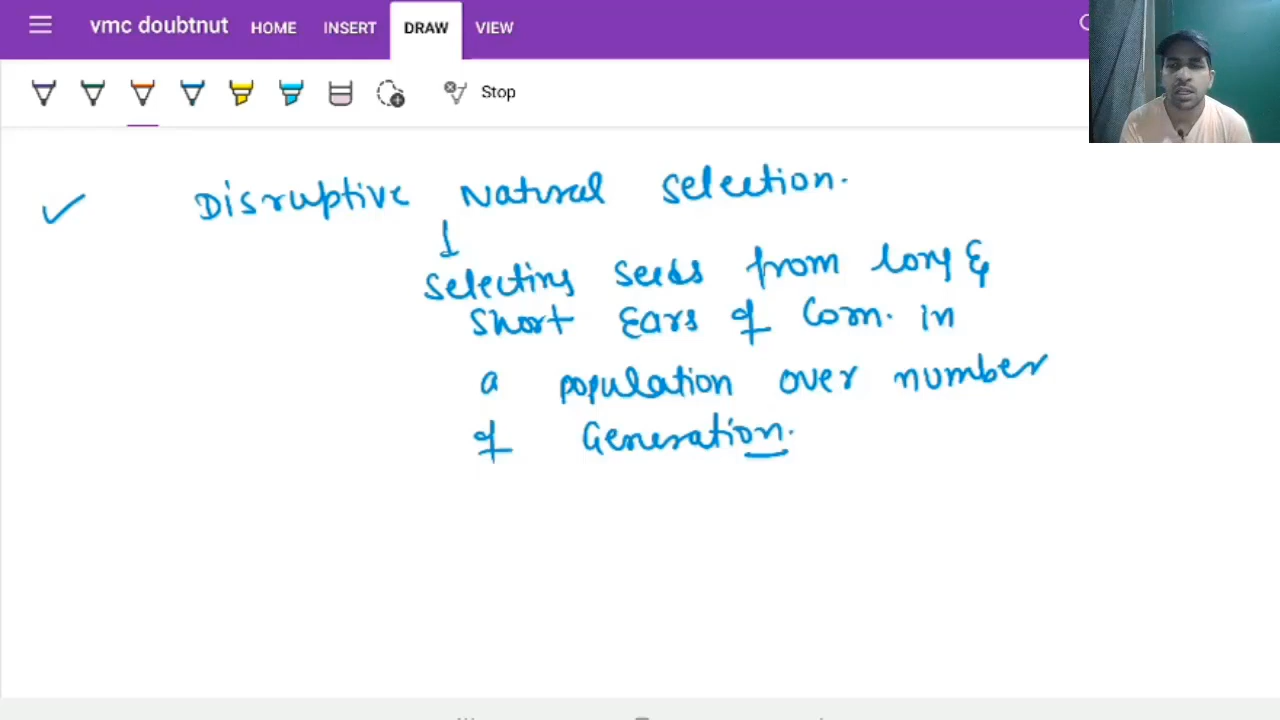 vmc doubtnut HOME INSERT DRAW VIEW
Stop
Disruptive Natural Selection.
Selecting Seeds from long &
Short Ears of Corn. in
a population over number
of Generation.